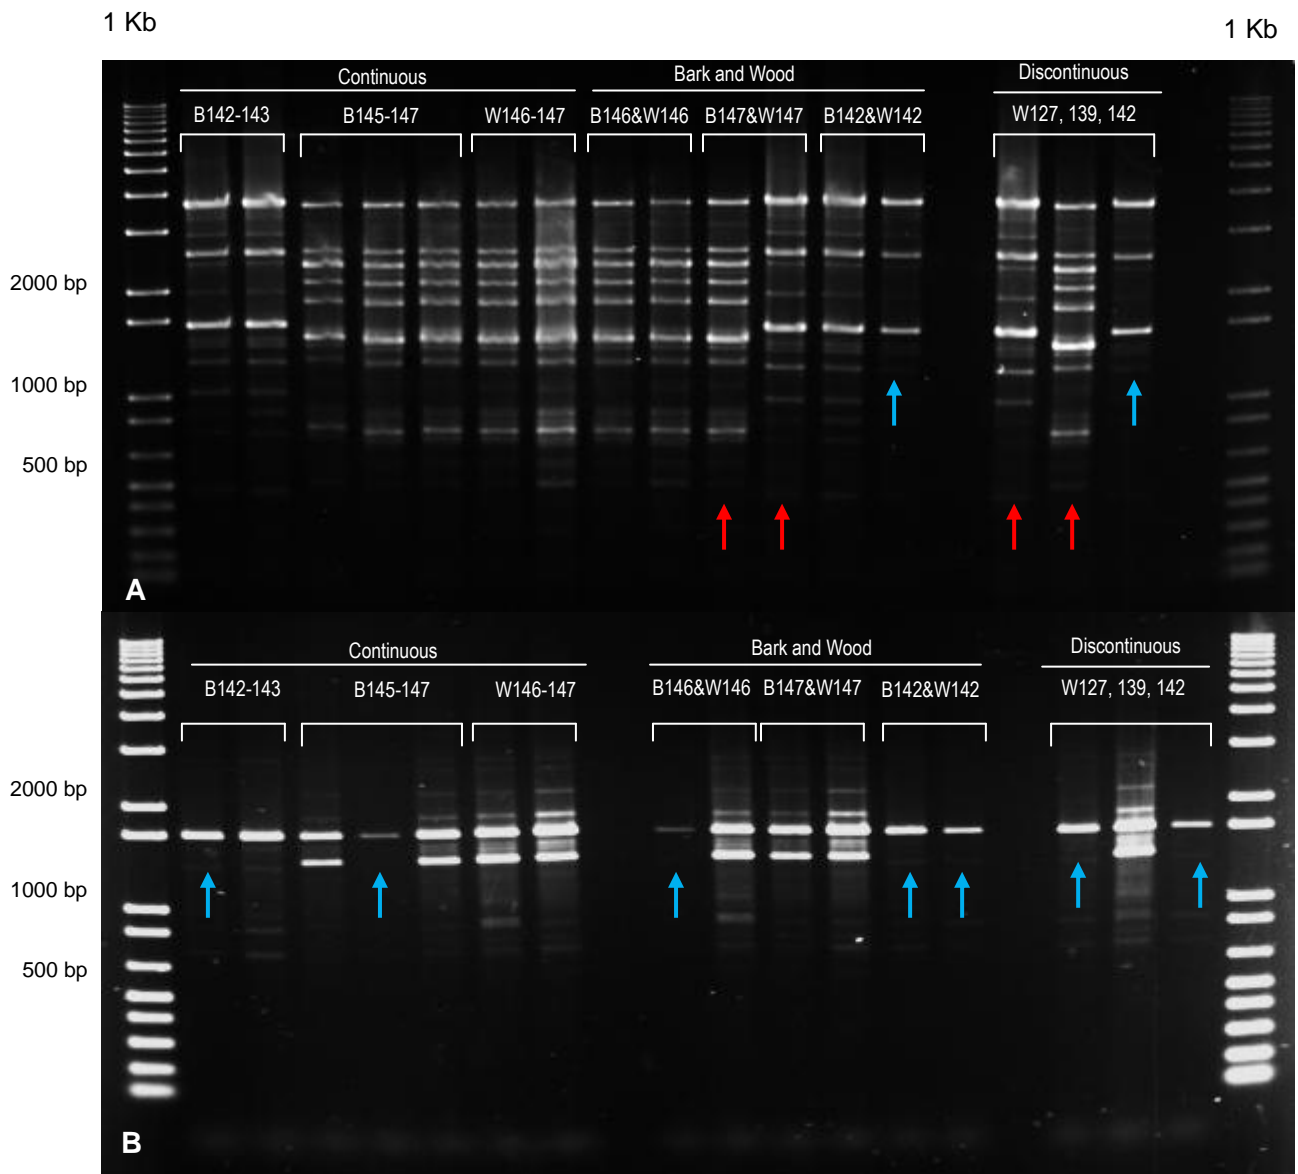 1 Kb
1 Kb
Continuous
Bark and Wood
Discontinuous
B142-143
B145-147
W146-147
B146&W146
B147&W147
B142&W142
W127, 139, 142
2000 bp
1000 bp
500 bp
A
Continuous
Bark and Wood
Discontinuous
B142-143
B145-147
W146-147
B146&W146
B147&W147
B142&W142
W127, 139, 142
2000 bp
1000 bp
500 bp
B